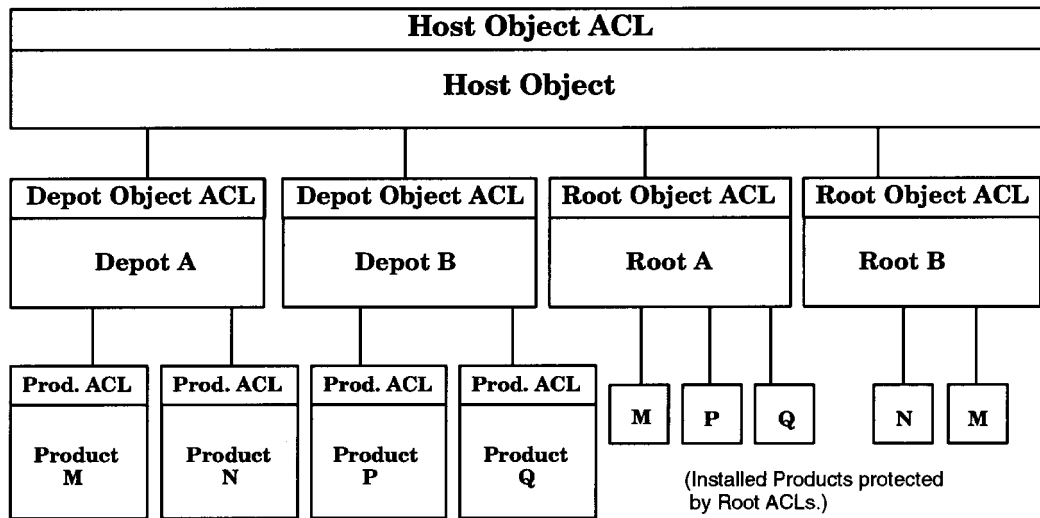 Host Object ACL
Host Object
Depot Object ACL
Depot Object ACL
Root Object ACL
Root Object ACL
Depot A
Depot B
Root A
Root B
Prod. ACL
Prod. ACL
Prod. ACL
Prod. ACL
M
P
Q
N
M
Product
M
Product
N
Product
P
Product
Q
(Installed Products protected
by Root ACLs.)